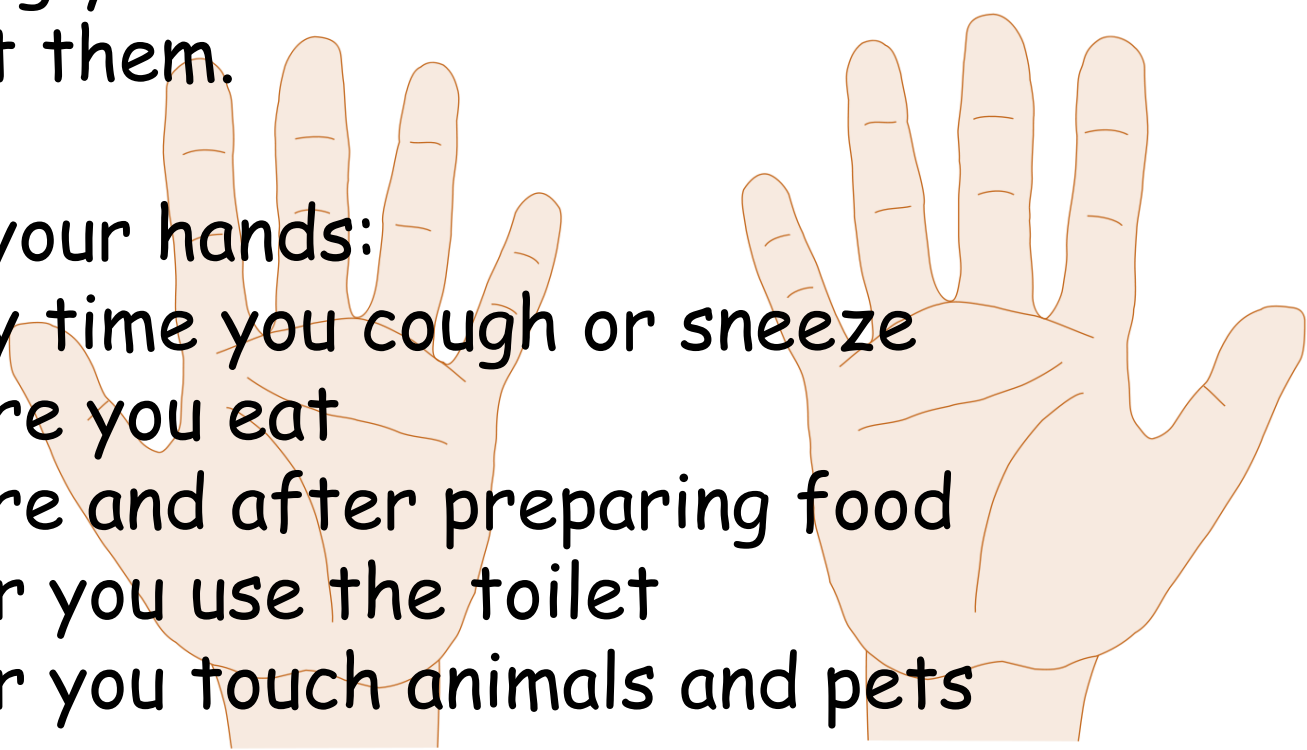 t them.
your hands:
y time you cough or sneeze
re you eat
re and after preparing food
r you use the toilet
r you touch animals and pets